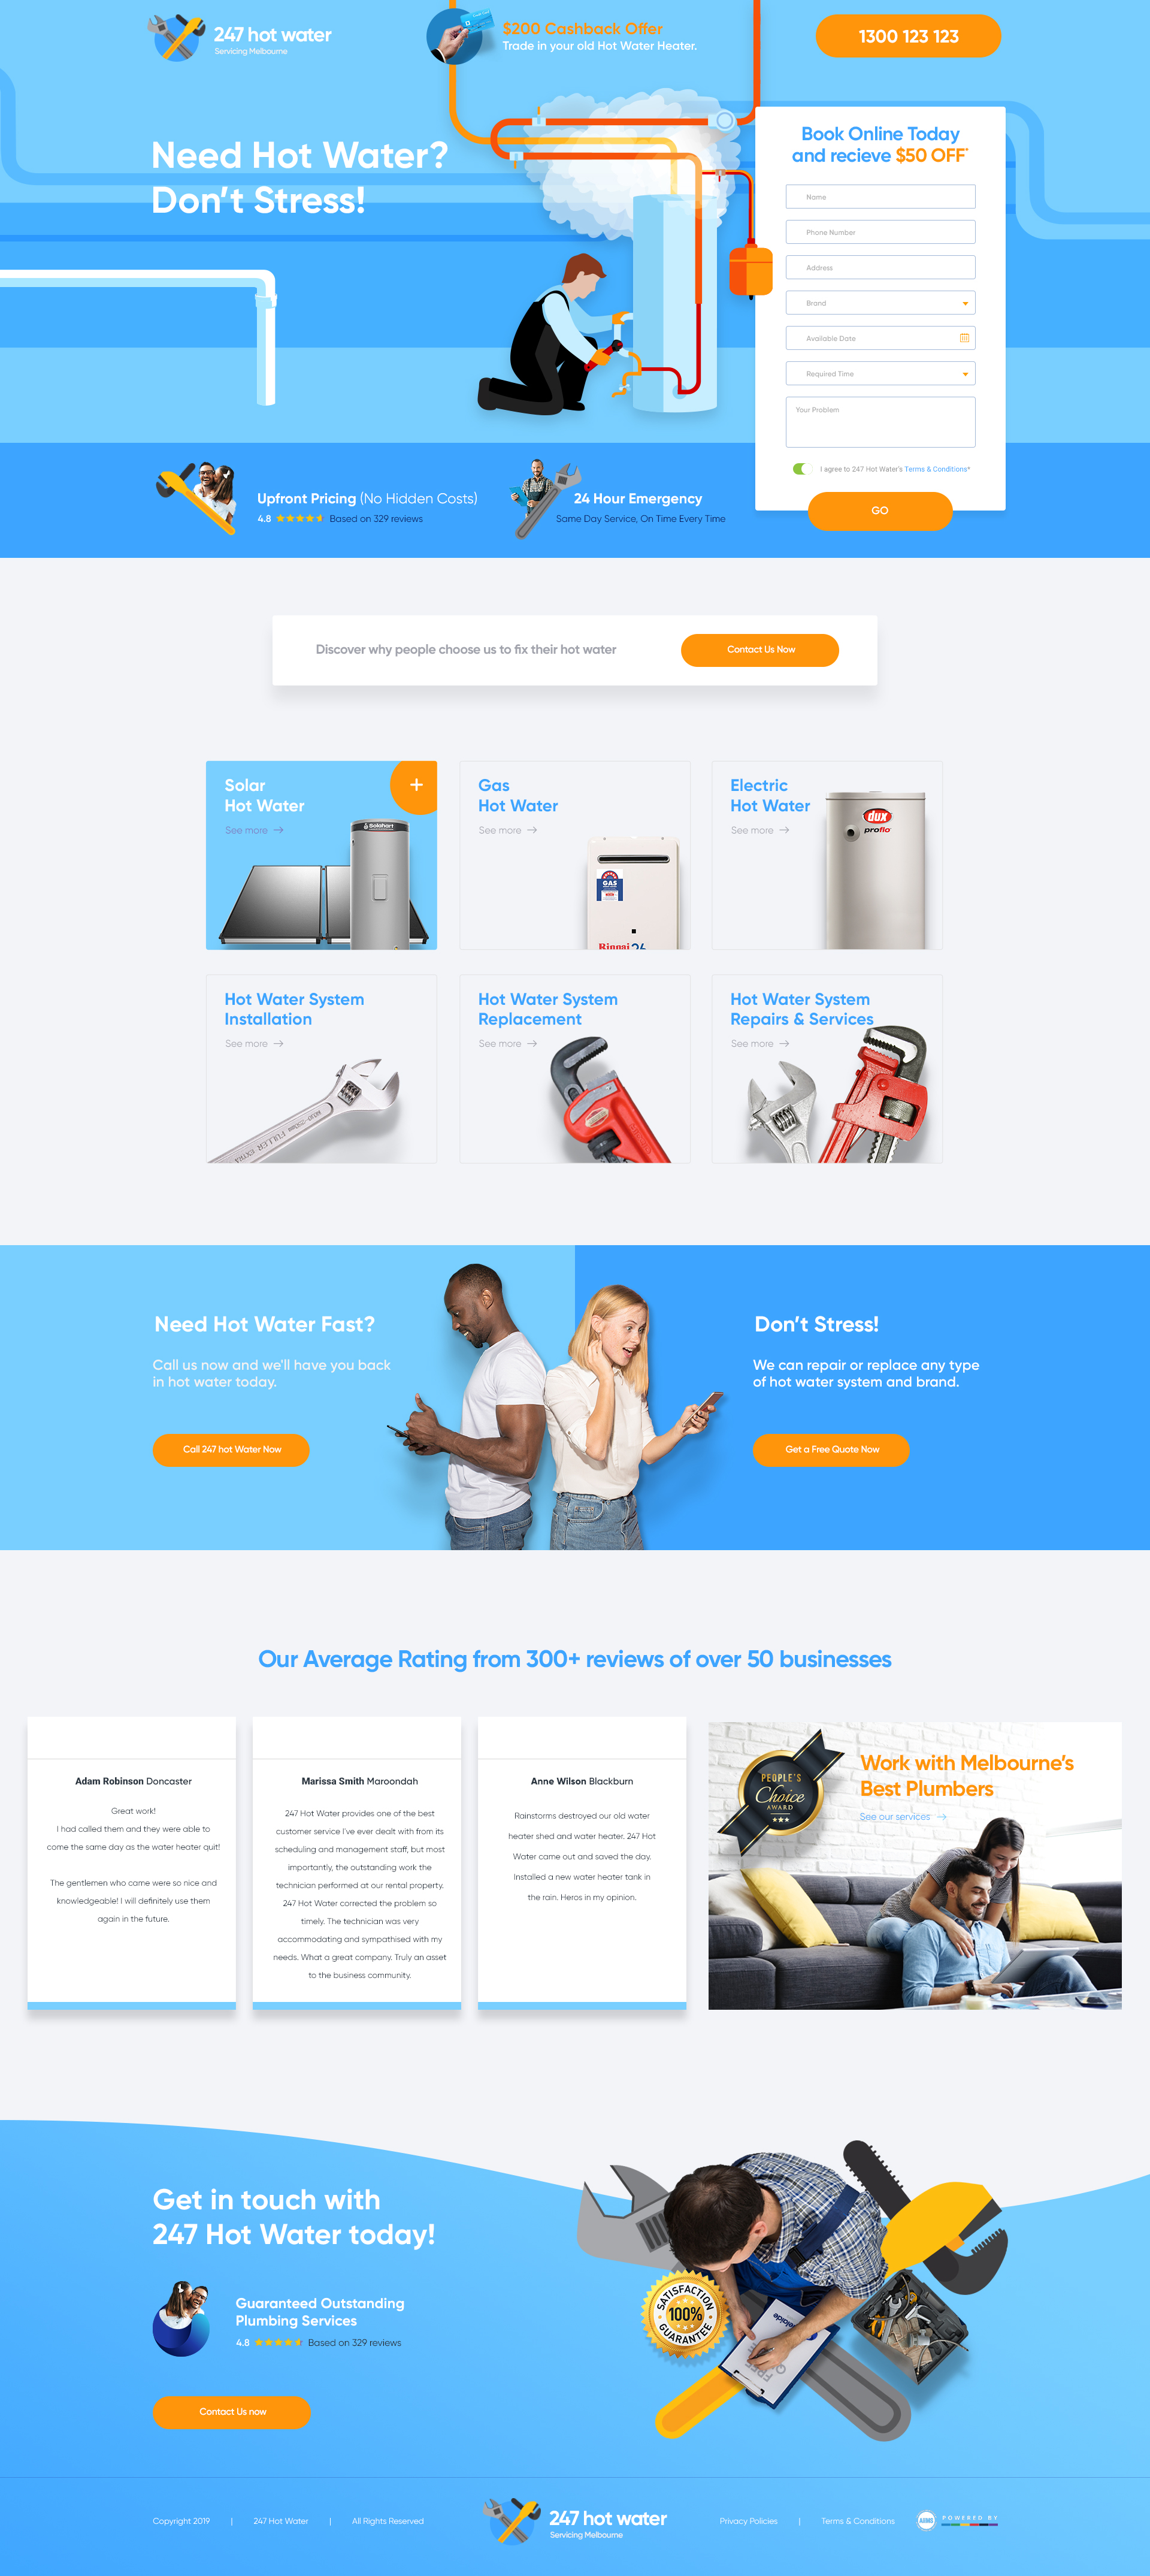 247 hot water
Servicing Melbourne
$200 Cashback Offer
Trade in your old Hot Water Heater.
1300 123 123
Need Hot Water?
Don't Stress!
Book Online Today
and recieve $50 OFF*
Name
Phone Number
Address
Brand
Available Date
Required Time
Your Problem
I agree to 247 Hot Water's Terms & Conditions*
GO
Upfront Pricing (No Hidden Costs)
4.8 Based on 329 reviews
24 Hour Emergency
Same Day Service, On Time Every Time
Discover why people choose us to fix their hot water
Contact Us Now
Solar
Hot Water
See more
+
Solahart
Gas
Hot Water
See more
GAS
Rinnai 26
Electric
Hot Water
See more
dux
proflo
Hot Water System
Installation
See more
FULLER EXTRA
Hot Water System
Replacement
See more
Hot Water System
Repairs & Services
See more
Need Hot Water Fast?
Call us now and we'll have you back
in hot water today.
Call 247 hot Water Now
Don't Stress!
We can repair or replace any type
of hot water system and brand.
Get a Free Quote Now
Our Average Rating from 300+ reviews of over 50 businesses
Adam Robinson Doncaster
Great work!
I had called them and they were able to
come the same day as the water heater quit!
The gentlemen who came were so nice and
knowledgeable! I will definitely use them
again in the future.
Marissa Smith Maroondah
247 Hot Water provides one of the best
customer service I've ever dealt with from its
scheduling and management staff, but most
importantly, the outstanding work the
technician performed at our rental property.
247 Hot Water corrected the problem so
timely. The technician was very
accommodating and sympathised with my
needs. What a great company. Truly an asset
to the business community.
Anne Wilson Blackburn
Rainstorms destroyed our old water
heater shed and water heater. 247 Hot
Water came out and saved the day.
Installed a new water heater tank in
the rain. Heros in my opinion.
PEOPLE'S
Choice
AWARD
Work with Melbourne's
Best Plumbers
See our services
Get in touch with
247 Hot Water today!
Guaranteed Outstanding
Plumbing Services
4.8 Based on 329 reviews
Contact Us now
SATISFACTION
100%
GUARANTEE
FREE
Copyright 2019 | 247 Hot Water | All Rights Reserved
247 hot water
Servicing Melbourne
Privacy Policies | Terms & Conditions
POWERED BY